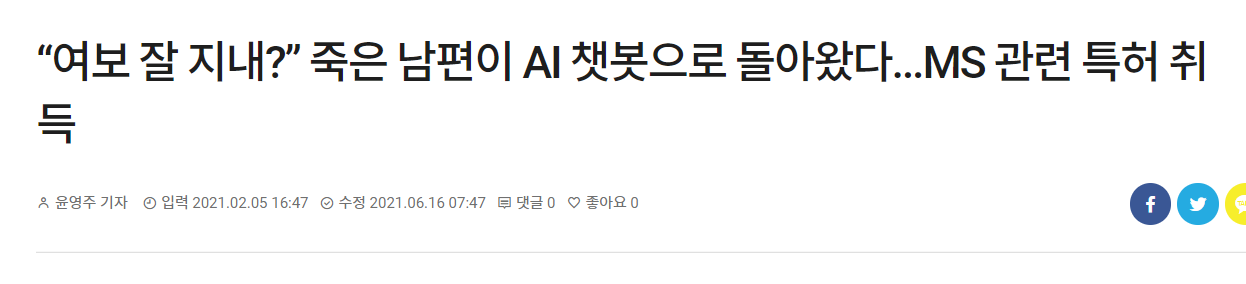 “여보 잘 지내?” 죽은 남편이 AI 챗봇으로 돌아왔다...MS 관련 특허 취
득
윤영주 기자 입력 2021.02.05 16:47 수정 2021.06.16 07:47 댓글 0 좋아요 0